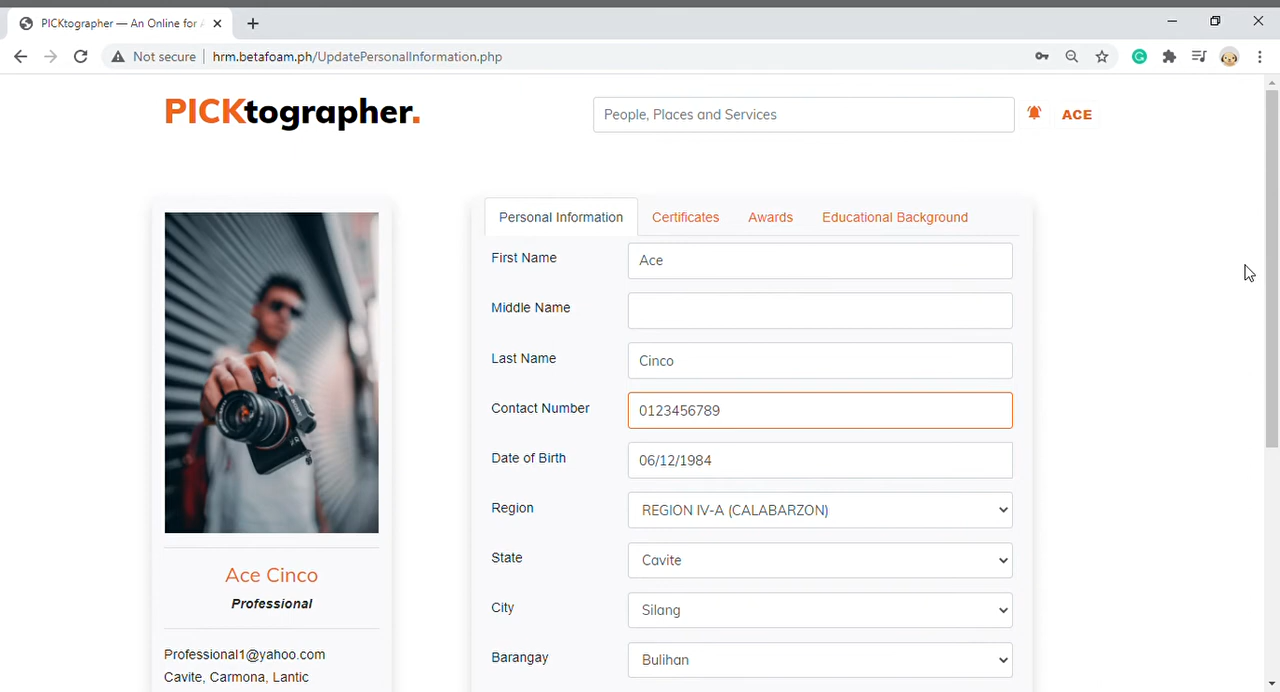 PICKtographer — An Online for A
Not secure
hrm.betafoam.ph/UpdatePersonalInformation.php
PICKtographer.
People, Places and Services
ACE
Personal Information
Certificates
Awards
Educational Background
First Name
Ace
Middle Name
Last Name
Cinco
Contact Number
0123456789
Date of Birth
06/12/1984
Region
REGION IV-A (CALABARZON)
State
Cavite
City
Silang
Barangay
Bulihan
Ace Cinco
Professional
Professional1@yahoo.com
Cavite, Carmona, Lantic